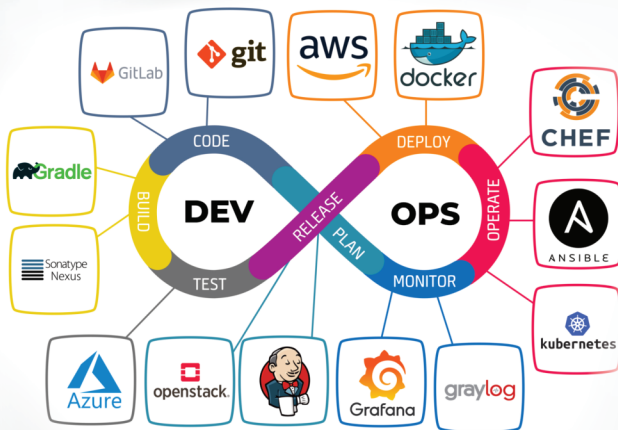 GitLab
git
aws
docker
CHEF
Gradle
CODE
DEPLOY
BUILD
DEV
RELEASE
OPS
OPERATE
ANSIBLE
PLAN
Sonatype
Nexus
TEST
MONITOR
kubernetes
Azure
openstack.
Grafana
graylog